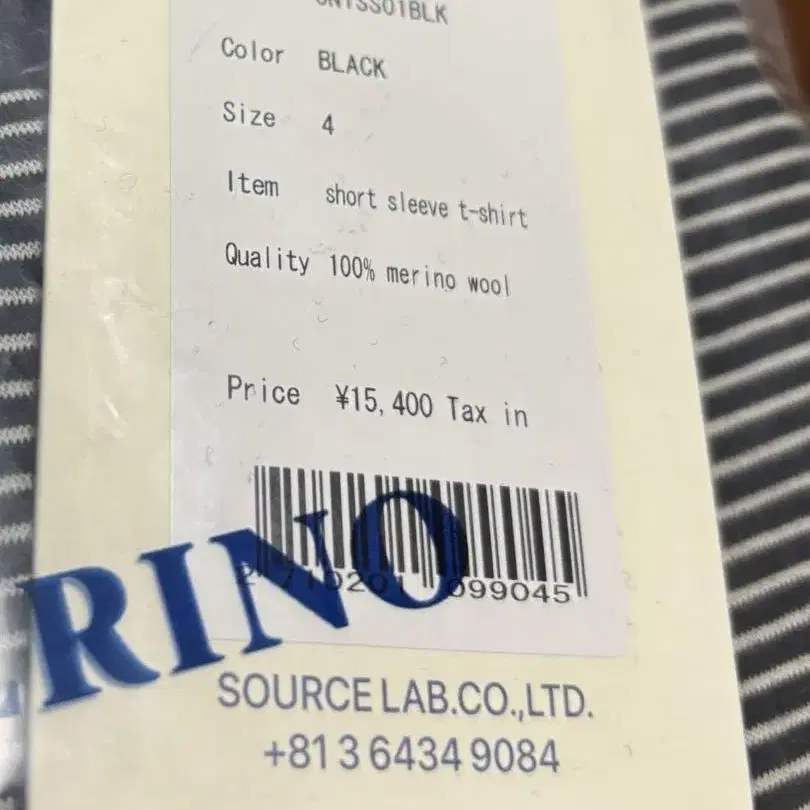 Color BLACK
Size 4
Item short sleeve t-shirt
Quality 100% merino wool
Price ¥15,400 Tax in
RINO
SOURCE LAB.CO.,LTD.
+81 3 6434 9084